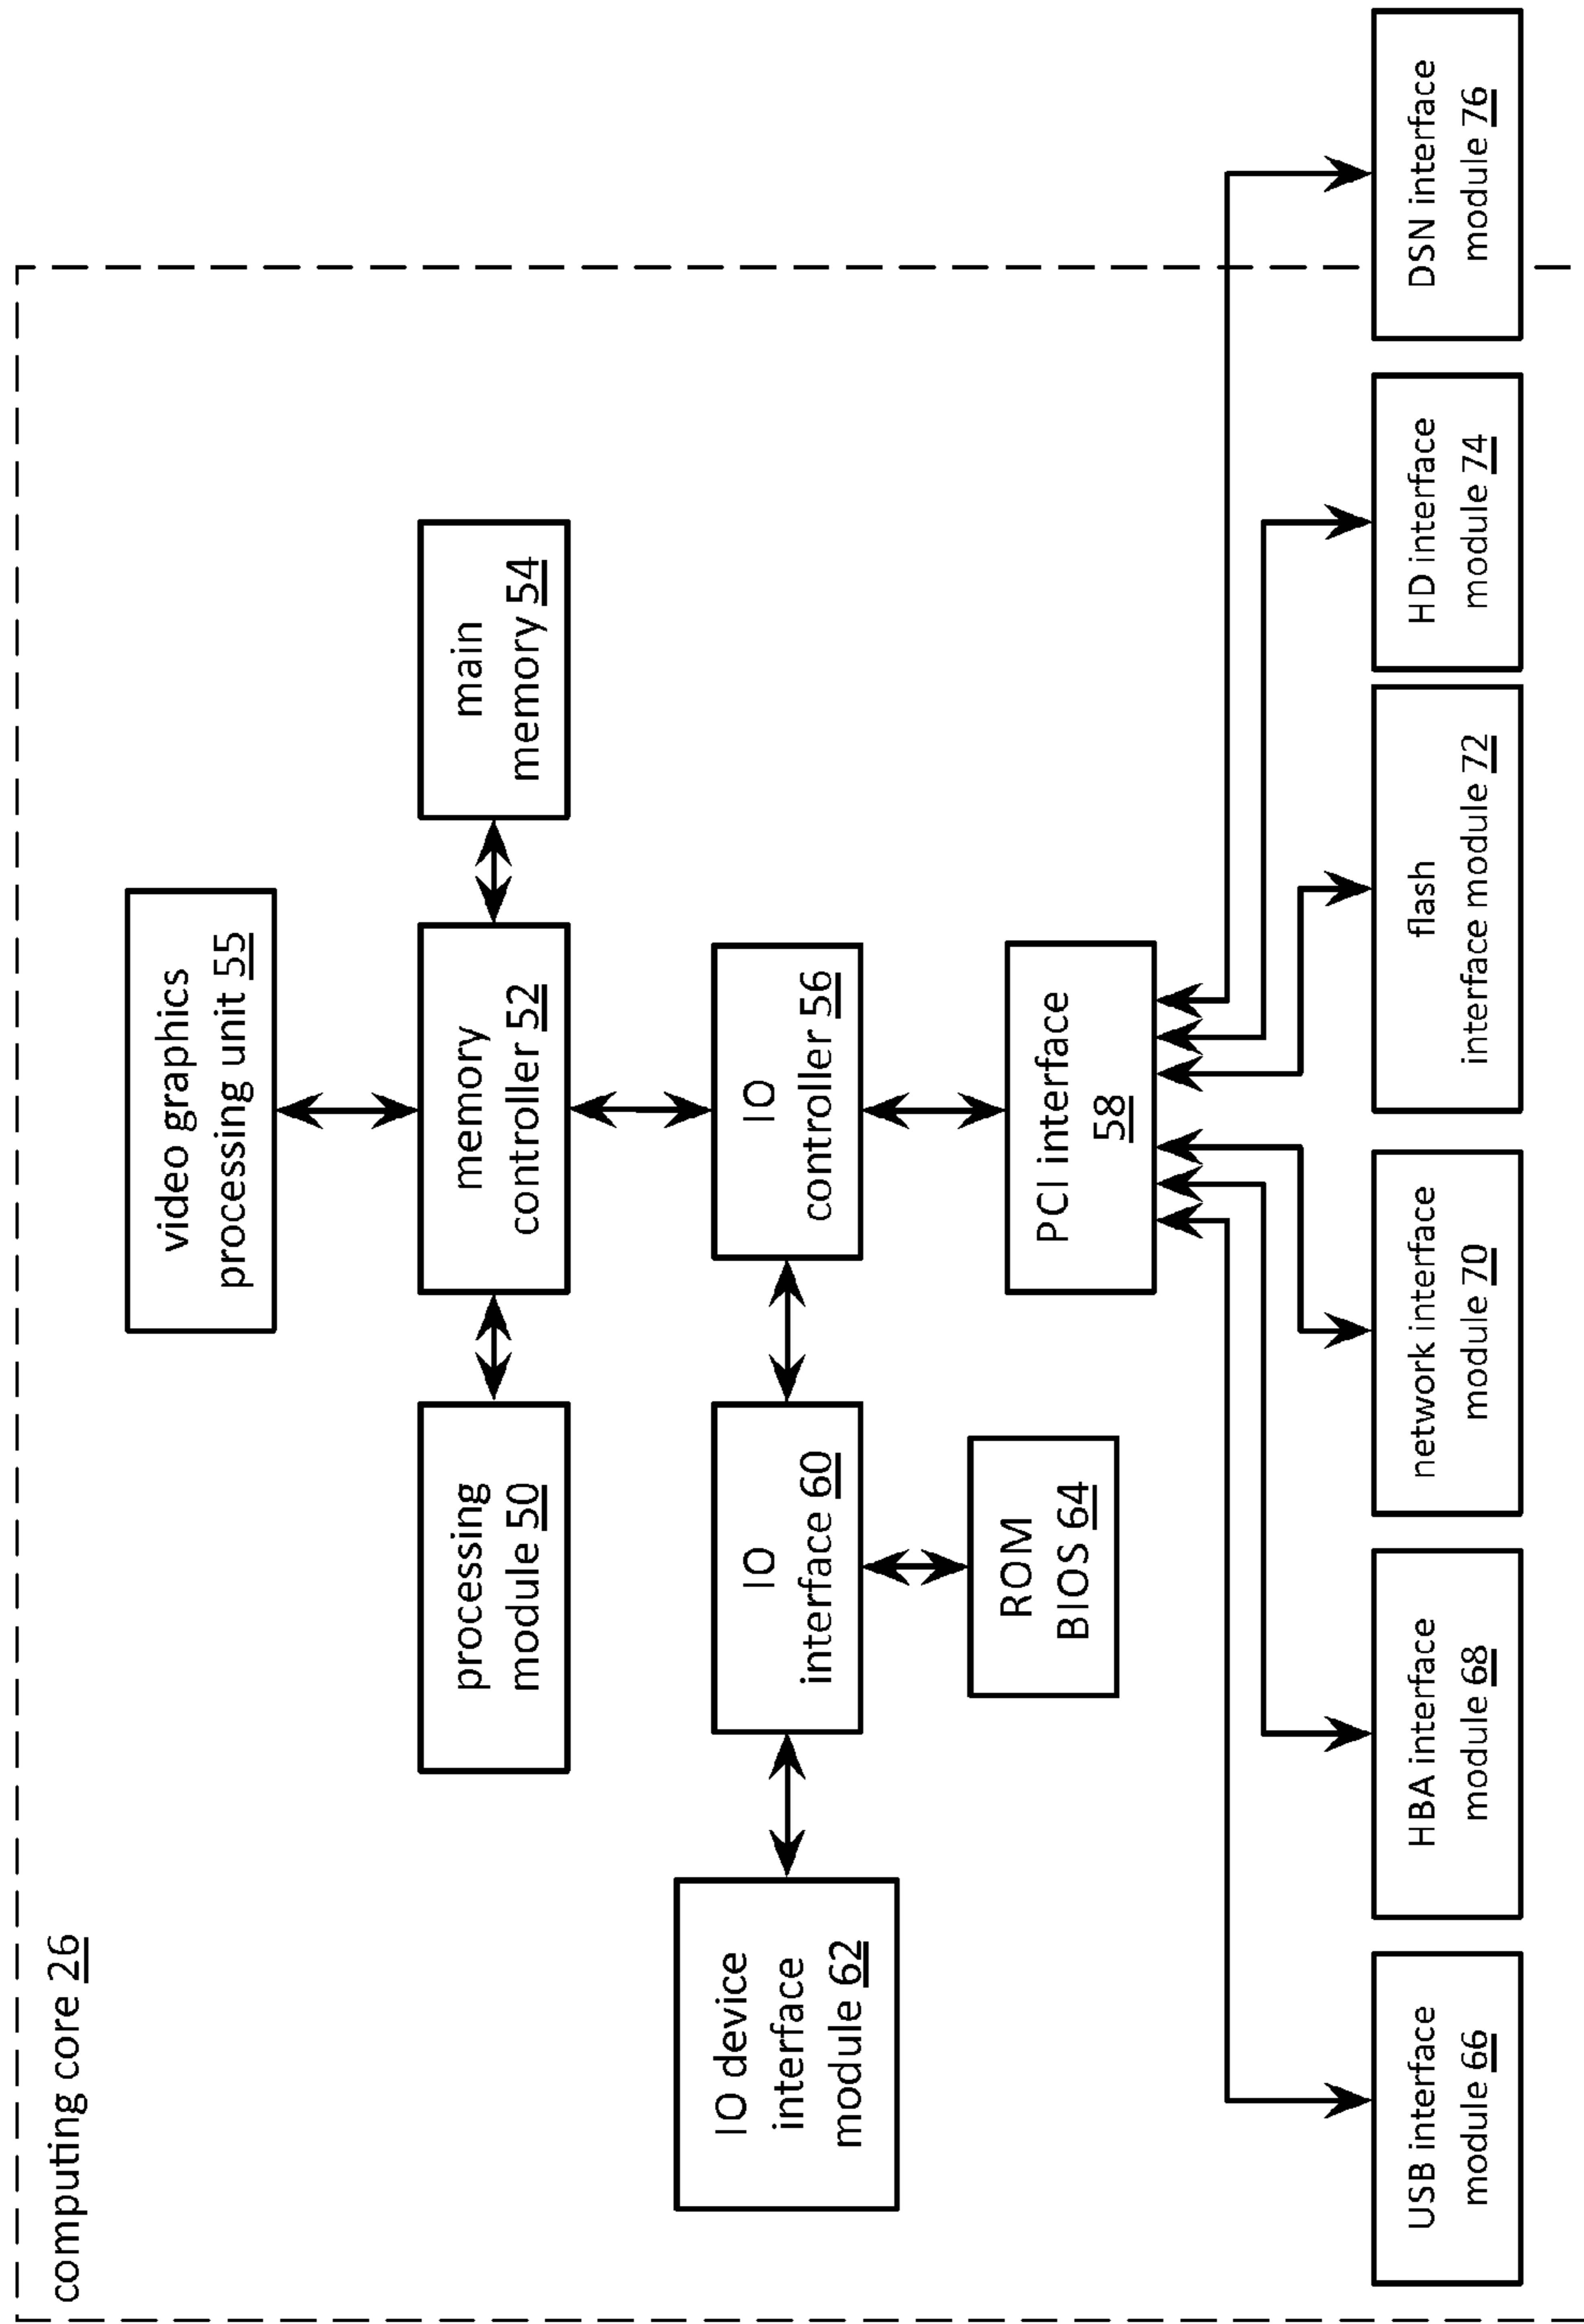 computing core 26
video graphics
processing unit 55
processing
module 50
memory
controller 52
main
memory 54
IO device
interface
module 62
IO
interface 60
IO
controller 56
ROM
BIOS 64
PCI interface
58
USB interface
module 66
HBA interface
module 68
network interface
module 70
flash
interface module 72
HD interface
module 74
DSN interface
module 76